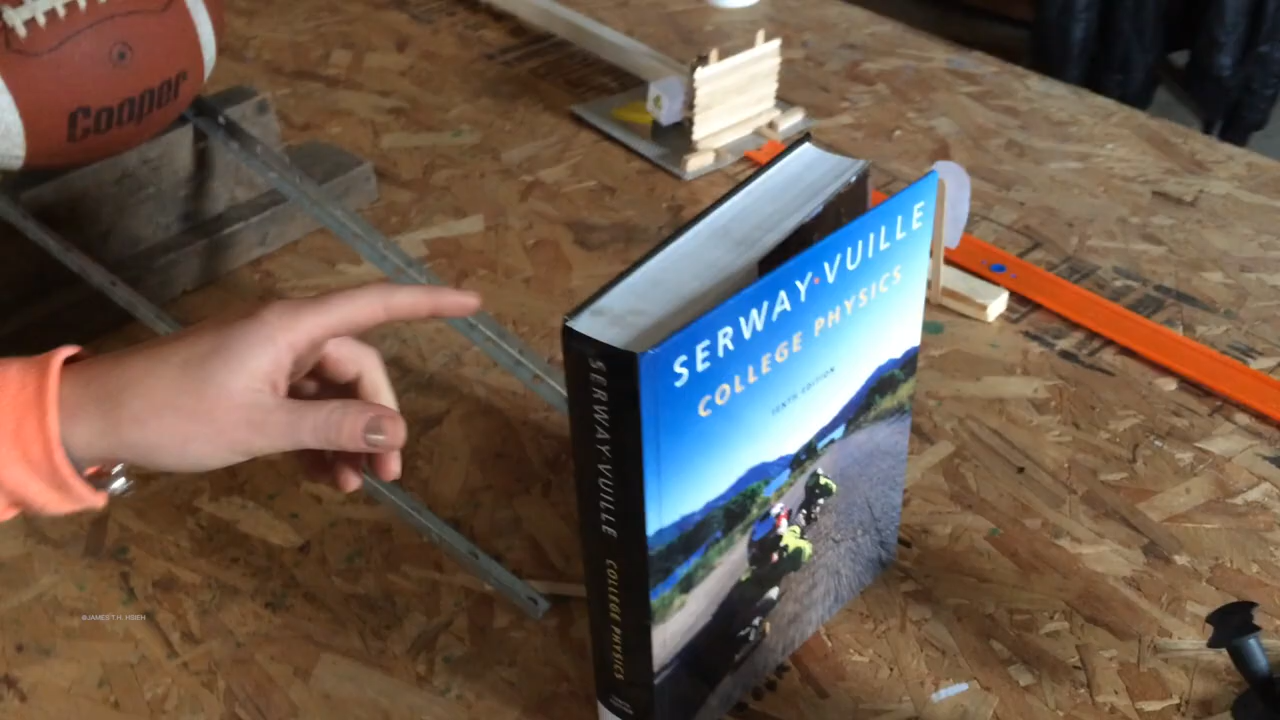 Cooper
SERWAY·VUILLE
COLLEGE PHYSICS
TENTH EDITION
SERWAY·VUILLE COLLEGE PHYSICS
©JAMES T.H. HSIEH